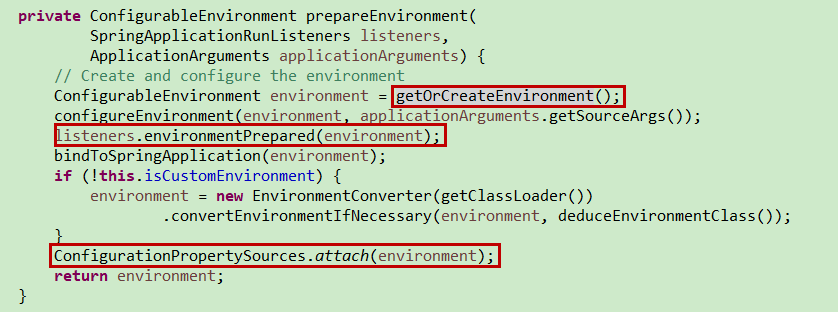 private ConfigurableEnvironment prepareEnvironment(
        SpringApplicationRunListeners listeners,
        ApplicationArguments applicationArguments) {
    // Create and configure the environment
    ConfigurableEnvironment environment = getOrCreateEnvironment();
    configureEnvironment(environment, applicationArguments.getSourceArgs());
    listeners.environmentPrepared(environment);
    bindToSpringApplication(environment);
    if (!this.isCustomEnvironment) {
        environment = new EnvironmentConverter(getClassLoader())
                .convertEnvironmentIfNecessary(environment, deduceEnvironmentClass());
    }
    ConfigurationPropertySources.attach(environment);
    return environment;
}